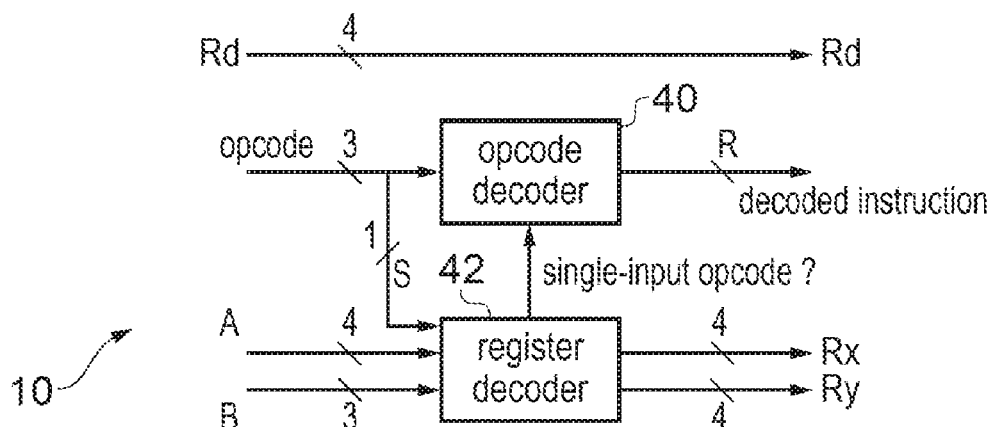 Rd 4 Rd
40
opcode 3 opcode decoder R
decoded instruction
1
S
42 single-input opcode ?
A 4 register decoder 4 Rx
10
B 3 4 Ry